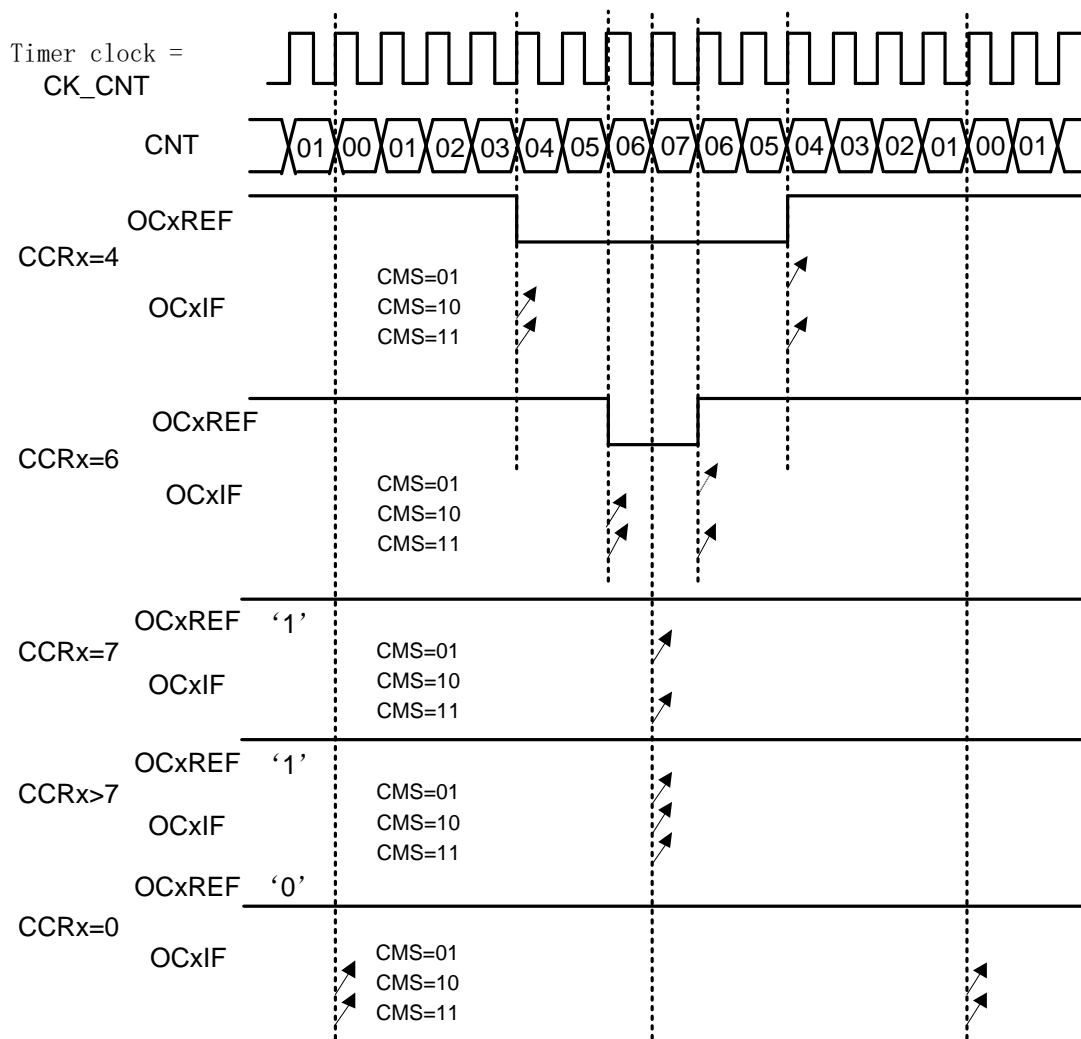 Timer clock =
CK_CNT
CNT 01 00 01 02 03 04 05 06 07 06 05 04 03 02 01 00 01
OCxREF
CCRx=4
CMS=01
OCxIF CMS=10
CMS=11
OCxREF
CCRx=6
CMS=01
OCxIF
CMS=10
CMS=11
OCxREF ‘1’
CCRx=7 CMS=01
OCxIF CMS=10
CMS=11
OCxREF ‘1’
CCRx>7 CMS=01
OCxIF CMS=10
CMS=11
OCxREF ‘0’
CCRx=0
OCxIF CMS=01
CMS=10
CMS=11